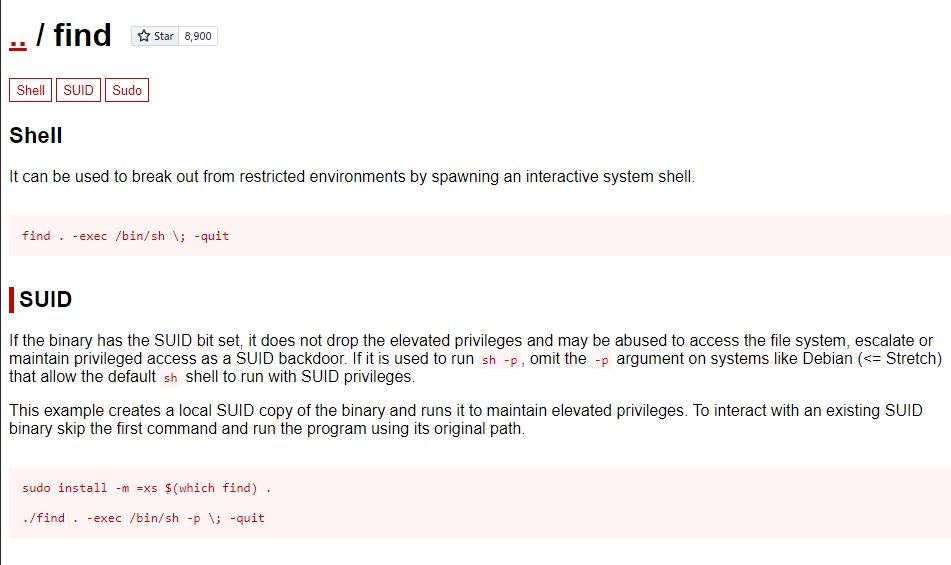 .. / find Star 8,900
Shell SUID Sudo
Shell
It can be used to break out from restricted environments by spawning an interactive system shell.
find . -exec /bin/sh \; -quit
SUID
If the binary has the SUID bit set, it does not drop the elevated privileges and may be abused to access the file system, escalate or
maintain privileged access as a SUID backdoor. If it is used to run sh -p, omit the -p argument on systems like Debian (<= Stretch)
that allow the default sh shell to run with SUID privileges.
This example creates a local SUID copy of the binary and runs it to maintain elevated privileges. To interact with an existing SUID
binary skip the first command and run the program using its original path.
sudo install -m =xs $(which find) .
./find . -exec /bin/sh -p \; -quit